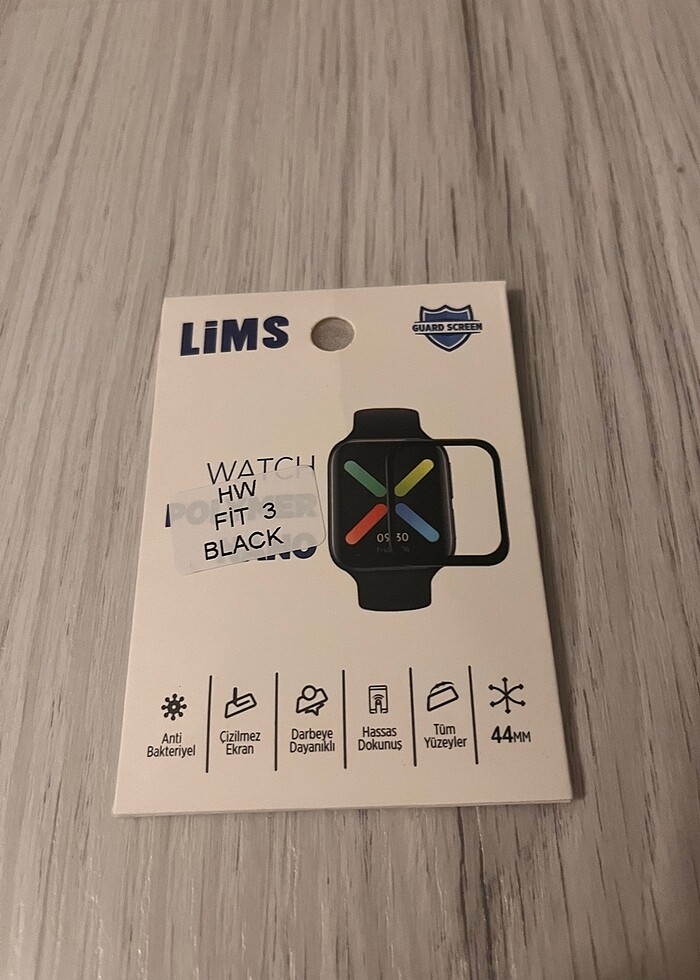 LiMS
GUARD SCREEN
WATCH
HW
FİT 3
BLACK
09:30
Anti
Bakteriyel
Çizilmez
Ekran
Darbeye
Dayanıklı
Hassas
Dokunuş
Tüm
Yüzeyler
44MM